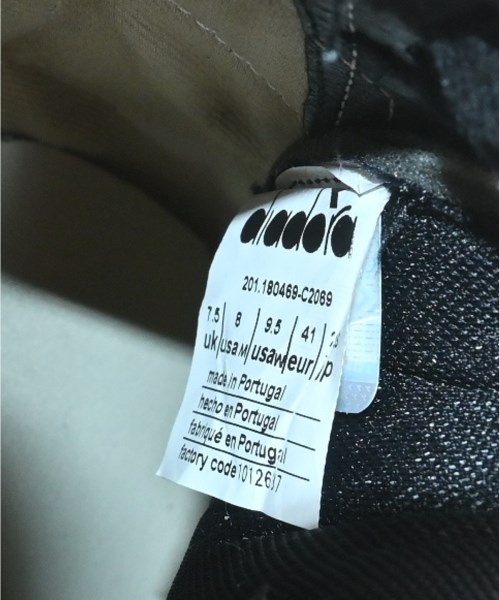 diadora
201.180469-C2069
7.5 8 9.5 41
uk usa M usa W eur jp
made in Portugal
hecho en Portugal
fabriqué en Portugal
factory code 1012637